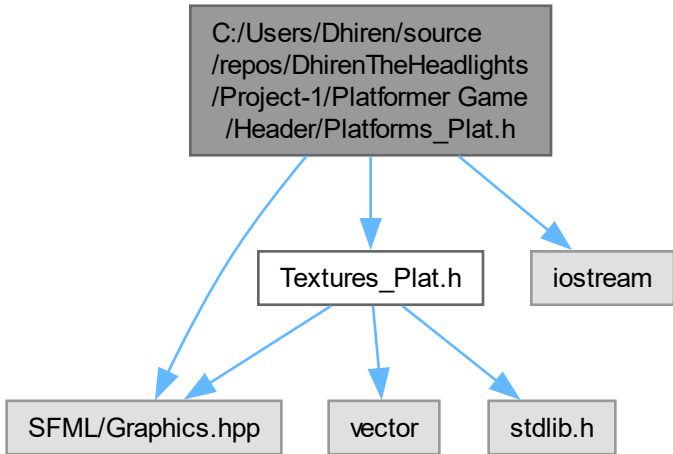 C:/Users/Dhiren/source
/repos/DhirenTheHeadlights
/Project-1/Platformer Game
/Header/Platforms_Plat.h
Textures_Plat.h
iostream
SFML/Graphics.hpp
vector
stdlib.h